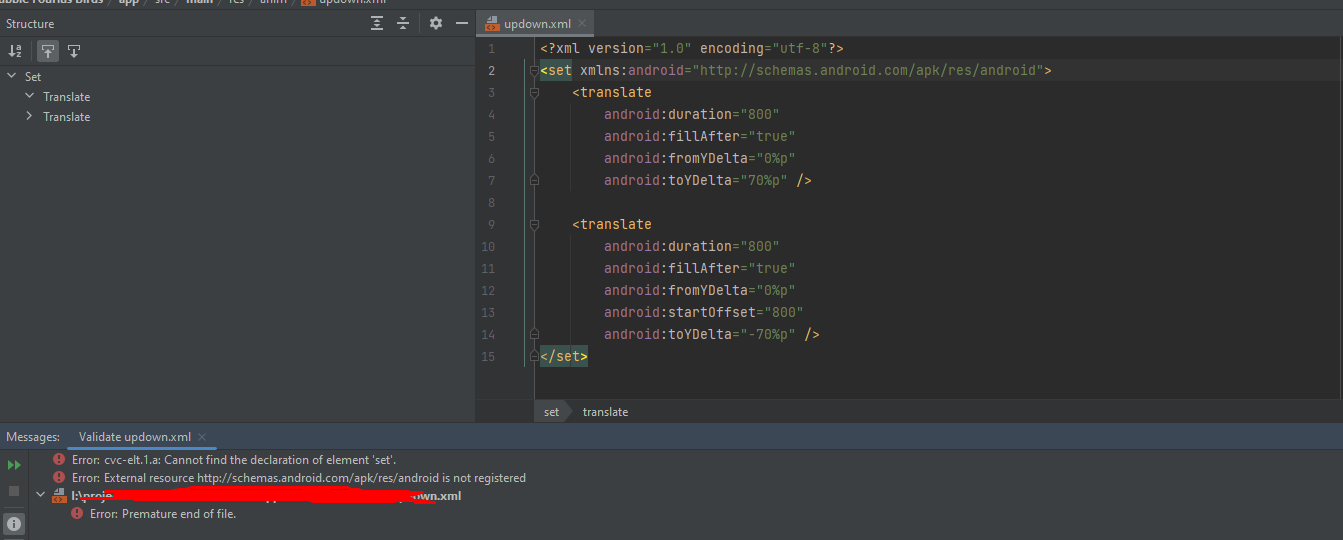 app src main res anim updown.xml
Structure
updown.xml
Set
Translate
Translate
1 <?xml version="1.0" encoding="utf-8"?>
2 <set xmlns:android="http://schemas.android.com/apk/res/android">
3 <translate
4 android:duration="800"
5 android:fillAfter="true"
6 android:fromYDelta="0%p"
7 android:toYDelta="70%p" />
8
9 <translate
10 android:duration="800"
11 android:fillAfter="true"
12 android:fromYDelta="0%p"
13 android:startOffset="800"
14 android:toYDelta="-70%p" />
15 </set>
set translate
Messages: Validate updown.xml
Error: cvc-elt.1.a: Cannot find the declaration of element 'set'.
Error: External resource http://schemas.android.com/apk/res/android is not registered
Error: Premature end of file.